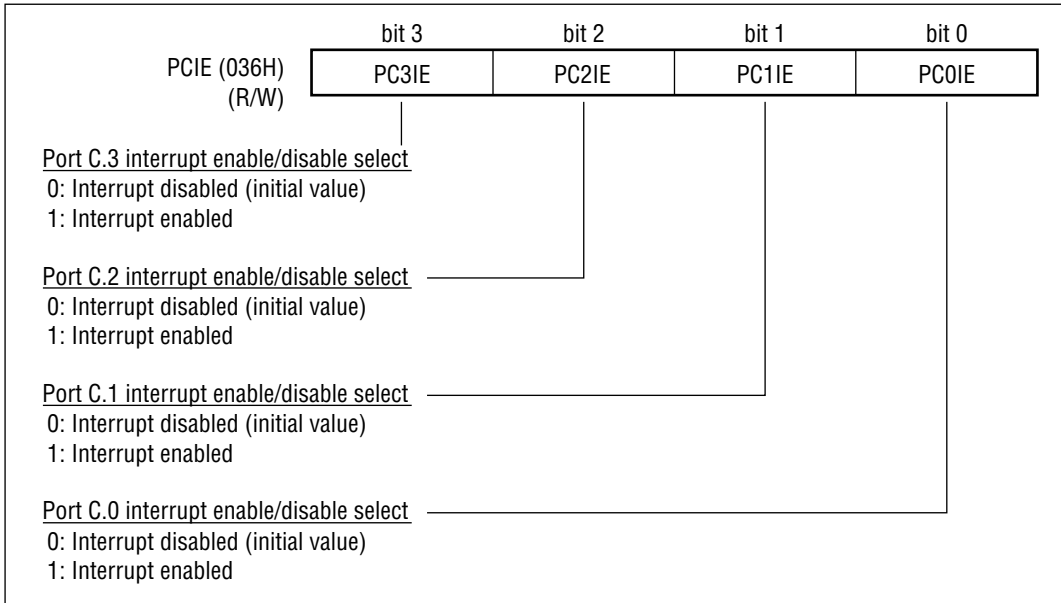 bit 3 bit 2 bit 1 bit 0
PCIE (036H) PC3IE PC2IE PC1IE PC0IE
(R/W)
Port C.3 interrupt enable/disable select
0: Interrupt disabled (initial value)
1: Interrupt enabled
Port C.2 interrupt enable/disable select
0: Interrupt disabled (initial value)
1: Interrupt enabled
Port C.1 interrupt enable/disable select
0: Interrupt disabled (initial value)
1: Interrupt enabled
Port C.0 interrupt enable/disable select
0: Interrupt disabled (initial value)
1: Interrupt enabled